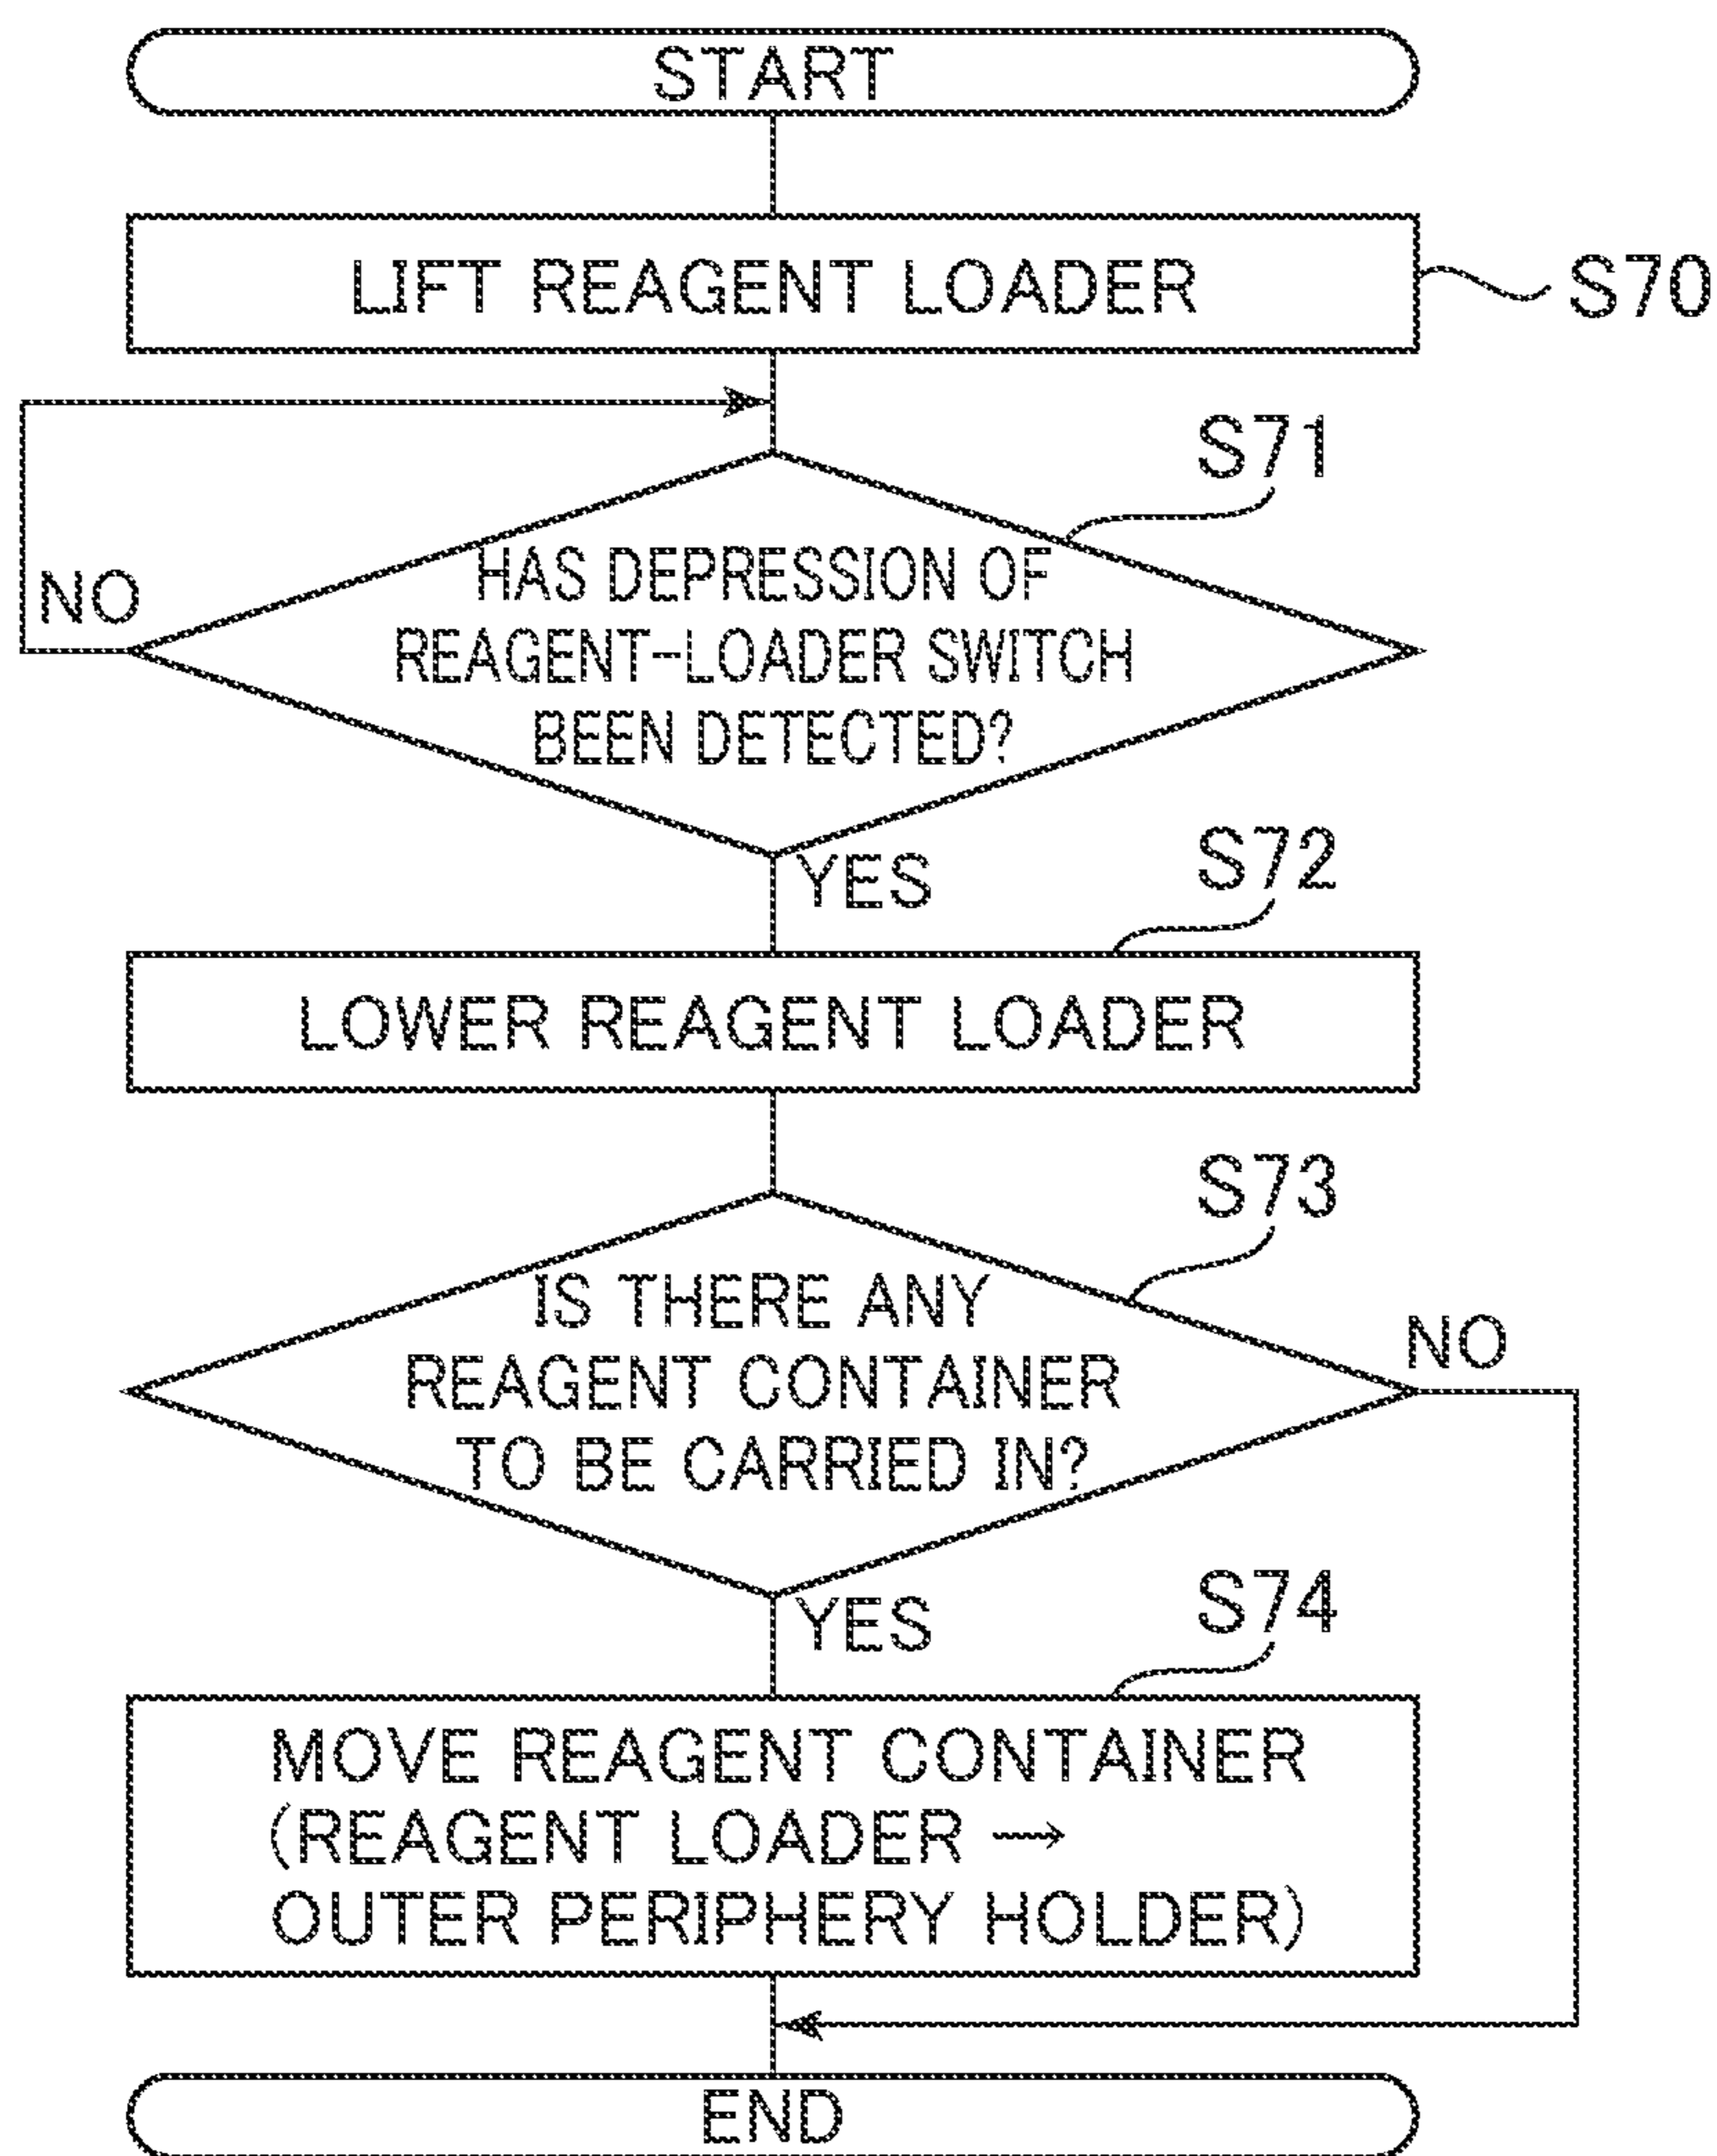 START
LIFT REAGENT LOADER
S70
S71
HAS DEPRESSION OF
REAGENT-LOADER SWITCH
BEEN DETECTED?
NO
YES
S72
LOWER REAGENT LOADER
S73
IS THERE ANY
REAGENT CONTAINER
TO BE CARRIED IN?
NO
YES
S74
MOVE REAGENT CONTAINER
(REAGENT LOADER →
OUTER PERIPHERY HOLDER)
END